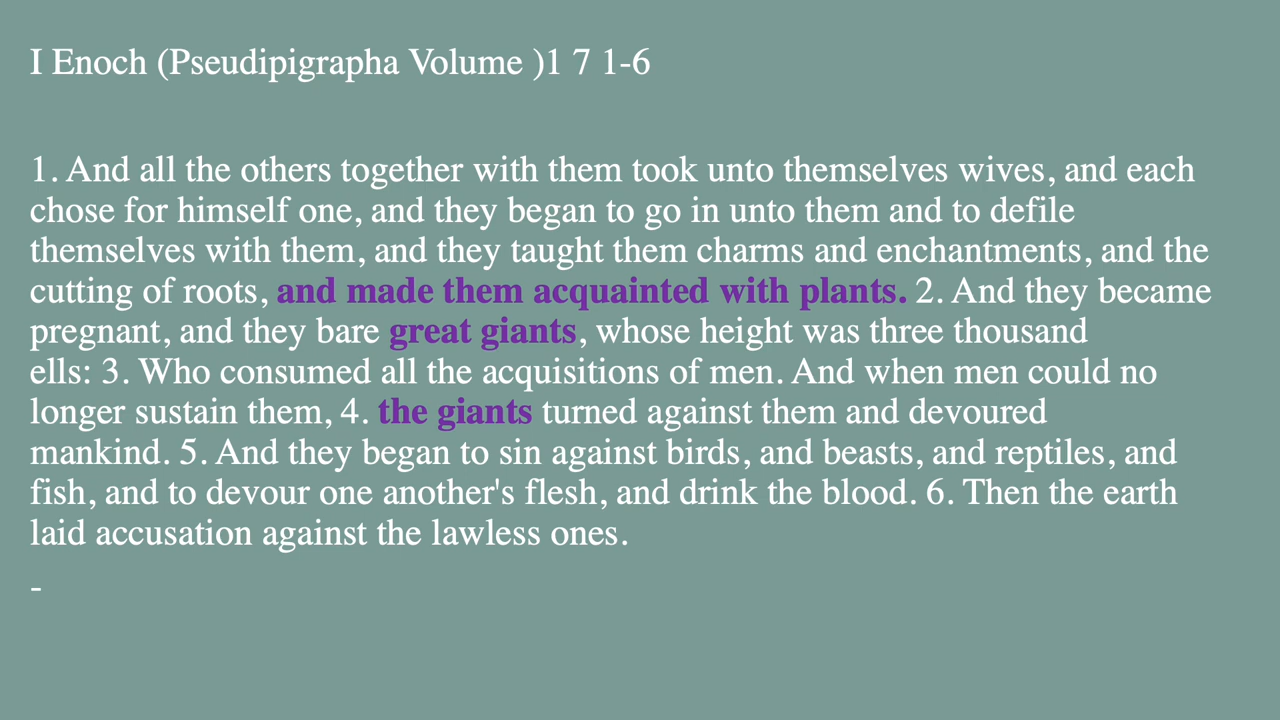 I Enoch (Pseudipigrapha Volume )1 7 1-6
1. And all the others together with them took unto themselves wives, and each
chose for himself one, and they began to go in unto them and to defile
themselves with them, and they taught them charms and enchantments, and the
cutting of roots, and made them acquainted with plants. 2. And they became
pregnant, and they bare great giants, whose height was three thousand
ells: 3. Who consumed all the acquisitions of men. And when men could no
longer sustain them, 4. the giants turned against them and devoured
mankind. 5. And they began to sin against birds, and beasts, and reptiles, and
fish, and to devour one another's flesh, and drink the blood. 6. Then the earth
laid accusation against the lawless ones.
-